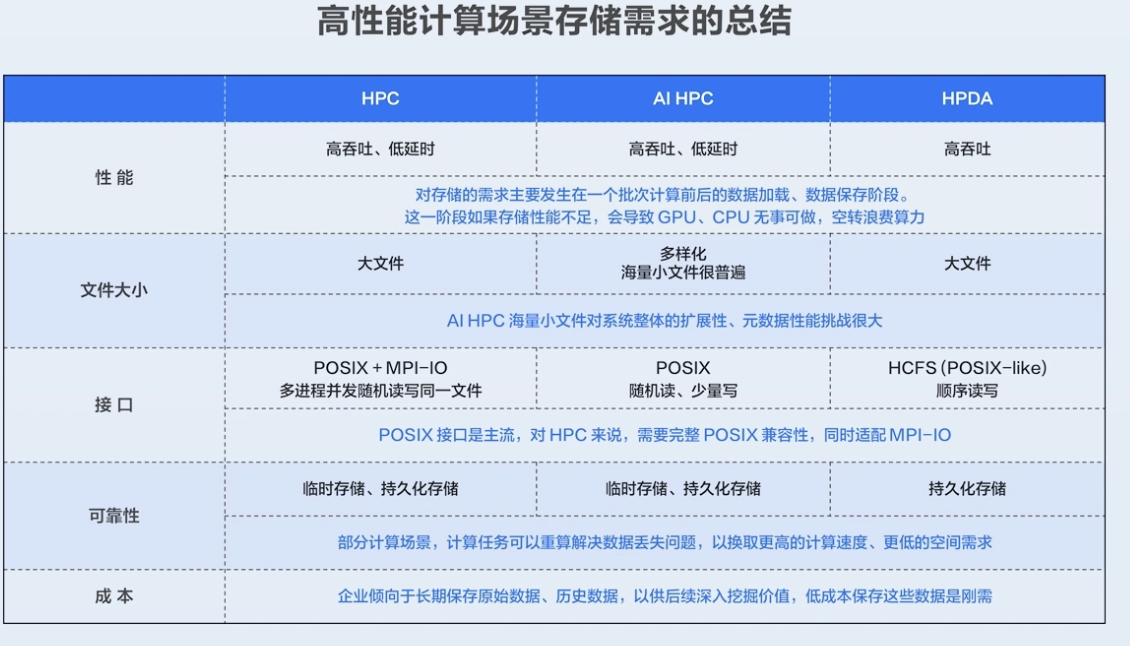 高性能计算场景存储需求的总结
HPC
AI HPC
HPDA
性 能
高吞吐、低延时
高吞吐、低延时
高吞吐
对存储的需求主要发生在一个批次计算前后的数据加载、数据保存阶段。
这一阶段如果存储性能不足，会导致 GPU、CPU 无事可做，空转浪费算力
文件大小
大文件
多样化
海量小文件很普遍
大文件
AI HPC 海量小文件对系统整体的扩展性、元数据性能挑战很大
接 口
POSIX + MPI-IO
多进程并发随机读写同一文件
POSIX
随机读、少量写
HCFS (POSIX-like)
顺序读写
POSIX 接口是主流，对 HPC 来说，需要完整 POSIX 兼容性，同时适配 MPI-IO
可靠性
临时存储、持久化存储
临时存储、持久化存储
持久化存储
部分计算场景，计算任务可以重算解决数据丢失问题，以换取更高的计算速度、更低的空间需求
成 本
企业倾向于长期保存原始数据、历史数据，以供后续深入挖掘价值，低成本保存这些数据是刚需